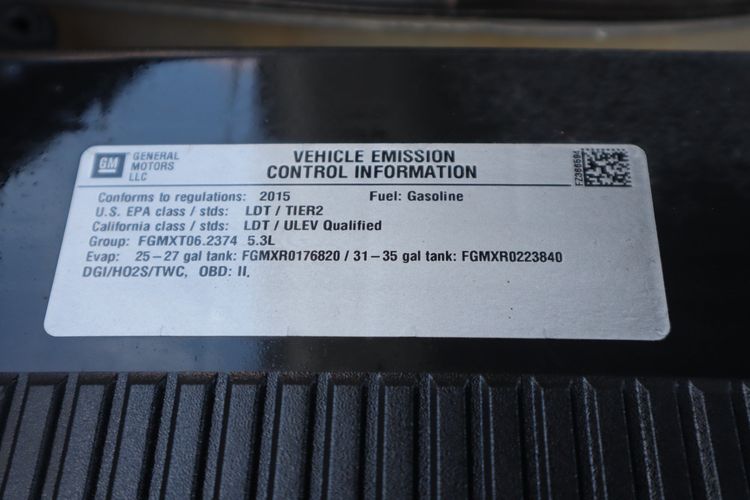 GM GENERAL
MOTORS
LLC
VEHICLE EMISSION
CONTROL INFORMATION
Conforms to regulations: 2015 Fuel: Gasoline
U.S. EPA class / stds: LDT / TIER2
California class / stds: LDT / ULEV Qualified
Group: FGMXT06.2374 5.3L
Evap: 25-27 gal tank: FGMXR0176820 / 31-35 gal tank: FGMXR0223840
DGI/HO2S/TWC, OBD: II.